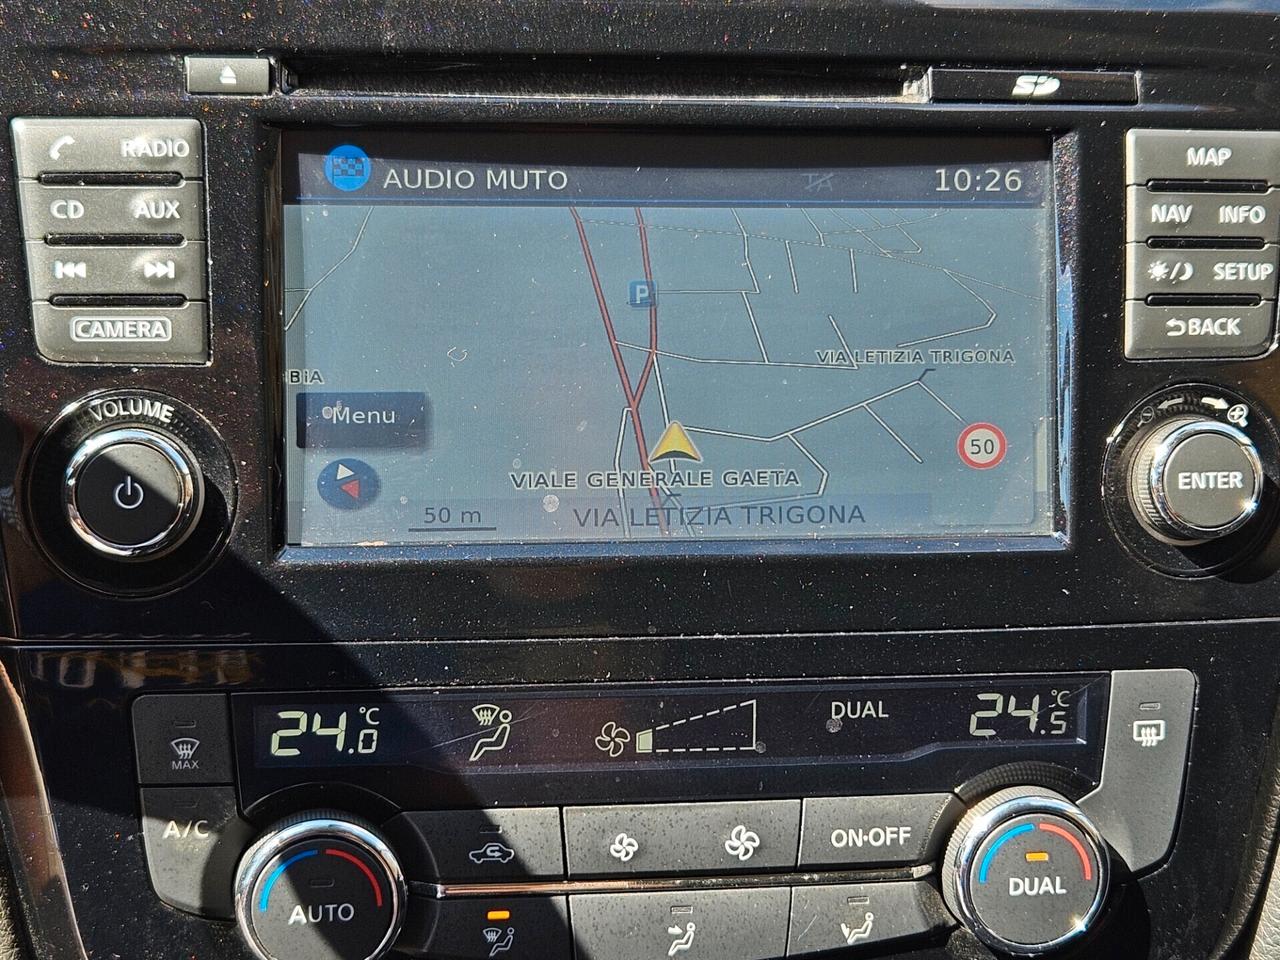 SD
RADIO
CD AUX
CAMERA
VOLUME
AUDIO MUTO
TA
10:26
P
VIA LETIZIA TRIGONA
Menu
50
VIALE GENERALE GAETA
50 m
VIA LETIZIA TRIGONA
MAP
NAV INFO
SETUP
BACK
ENTER
24.0 °C
DUAL
24.5 °C
MAX
A/C
ON·OFF
AUTO
DUAL